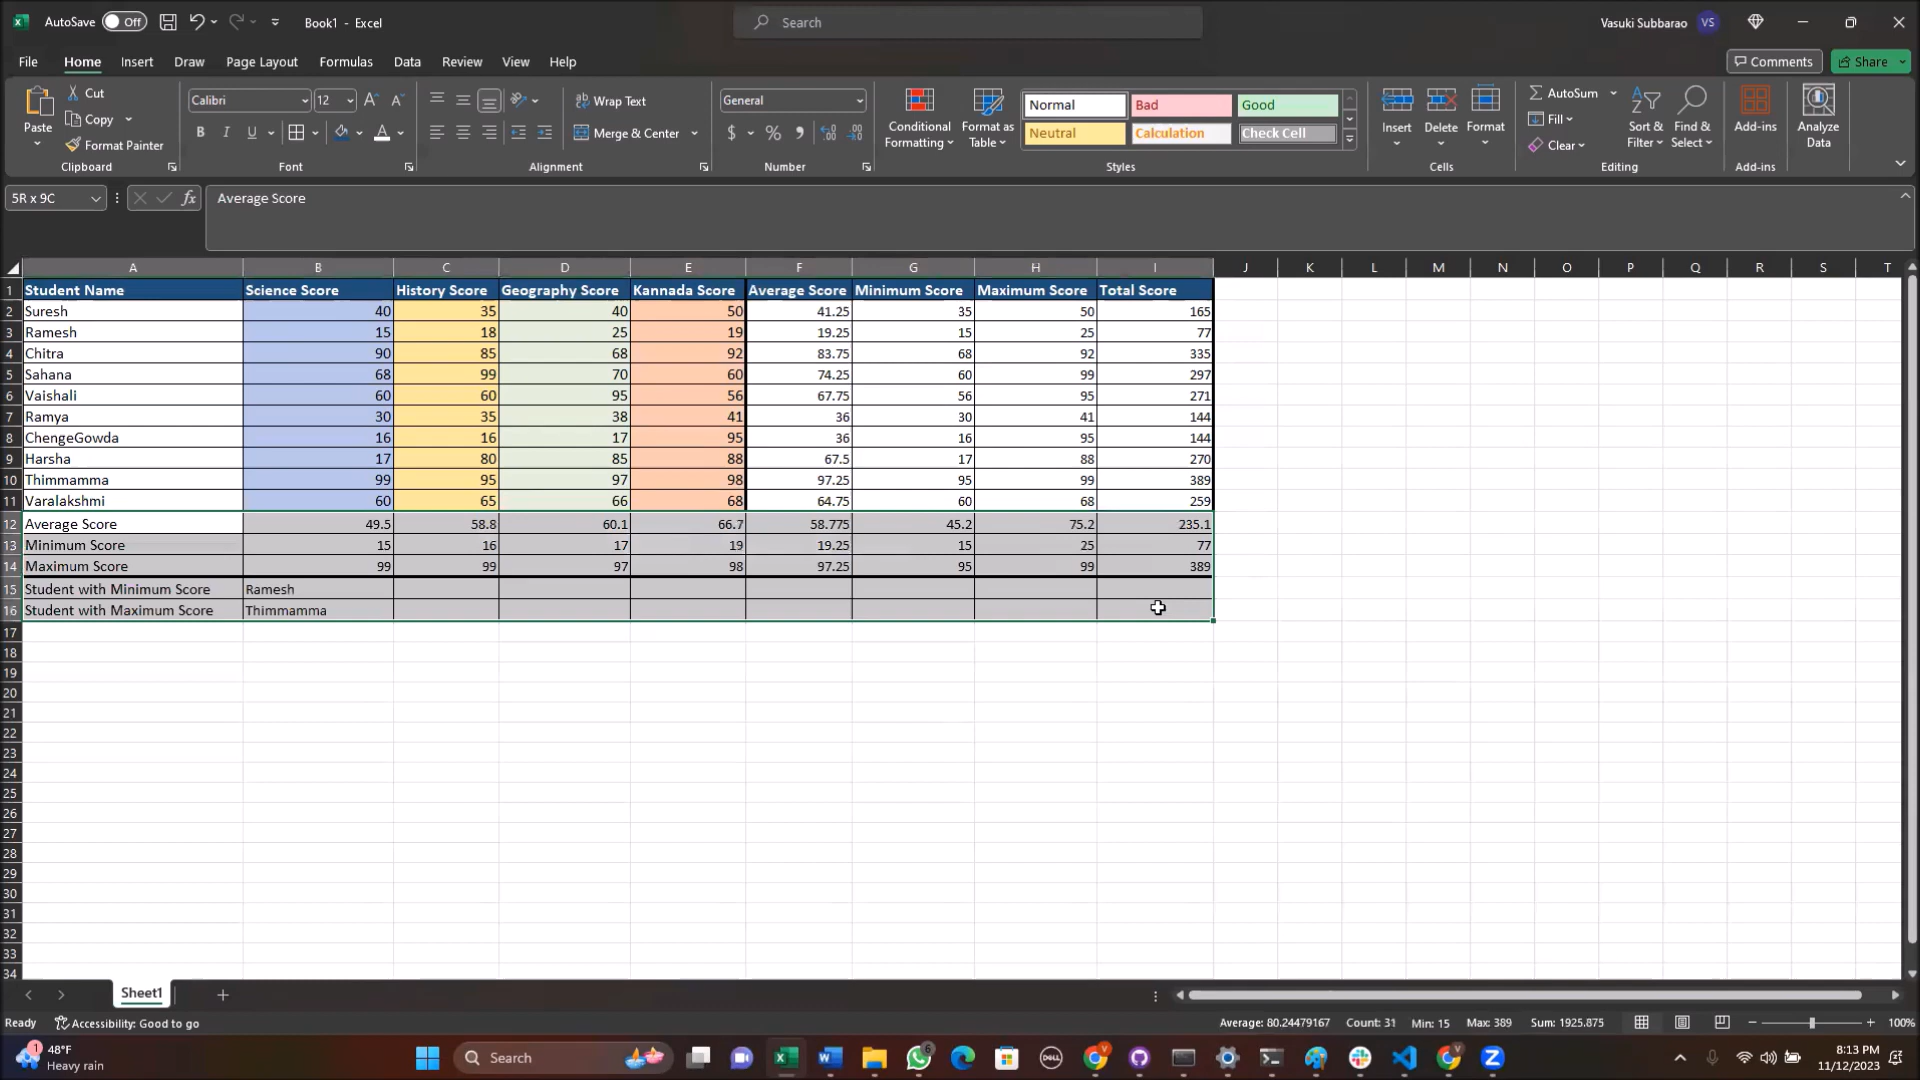 AutoSave Off Book1 - Excel Search Vasuki Subbarao VS
File Home Insert Draw Page Layout Formulas Data Review View Help Comments Share
Paste Cut Copy Format Painter Clipboard
Calibri 12 B I U A Font
Wrap Text Merge & Center Alignment
General $ % Number
Conditional Formatting Format as Table
Normal Bad Good
Neutral Calculation Check Cell
Styles
Insert Delete Format Cells
AutoSum Fill Clear Sort & Filter Find & Select Editing
Add-ins Add-ins
Analyze Data
5R x 9C fx Average Score
A B C D E F G H I J K L M N O P Q R S T
1 Student Name Science Score History Score Geography Score Kannada Score Average Score Minimum Score Maximum Score Total Score
2 Suresh 40 35 40 50 41.25 35 50 165
3 Ramesh 15 18 25 19 19.25 15 25 77
4 Chitra 90 85 68 92 83.75 68 92 335
5 Sahana 68 99 70 60 74.25 60 99 297
6 Vaishali 60 60 95 56 67.75 56 95 271
7 Ramya 30 35 38 41 36 30 41 144
8 ChengeGowda 16 16 17 95 36 16 95 144
9 Harsha 17 80 85 88 67.5 17 88 270
10 Thimmamma 99 95 97 98 97.25 95 99 389
11 Varalakshmi 60 65 66 68 64.75 60 68 259
12 Average Score 49.5 58.8 60.1 66.7 58.775 45.2 75.2 235.1
13 Minimum Score 15 16 17 19 19.25 15 25 77
14 Maximum Score 99 99 97 98 97.25 95 99 389
15 Student with Minimum Score Ramesh
16 Student with Maximum Score Thimmamma
17
18
19
20
21
22
23
24
25
26
27
28
29
30
31
32
33
34
Sheet1
Ready Accessibility: Good to go Average: 80.24479167 Count: 31 Min: 15 Max: 389 Sum: 1925.875 100%
1 48°F Search 6 DELL 8:13 PM
Heavy rain 11/12/2023